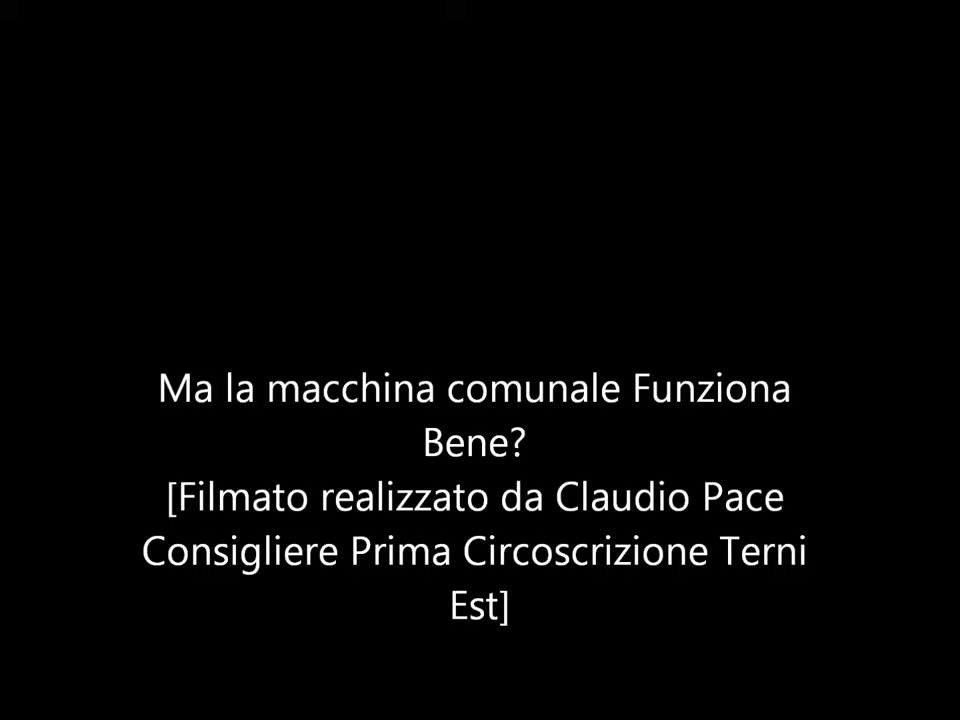 Ma la macchina comunale Funziona
Bene?
[Filmato realizzato da Claudio Pace
Consigliere Prima Circoscrizione Terni
Est]